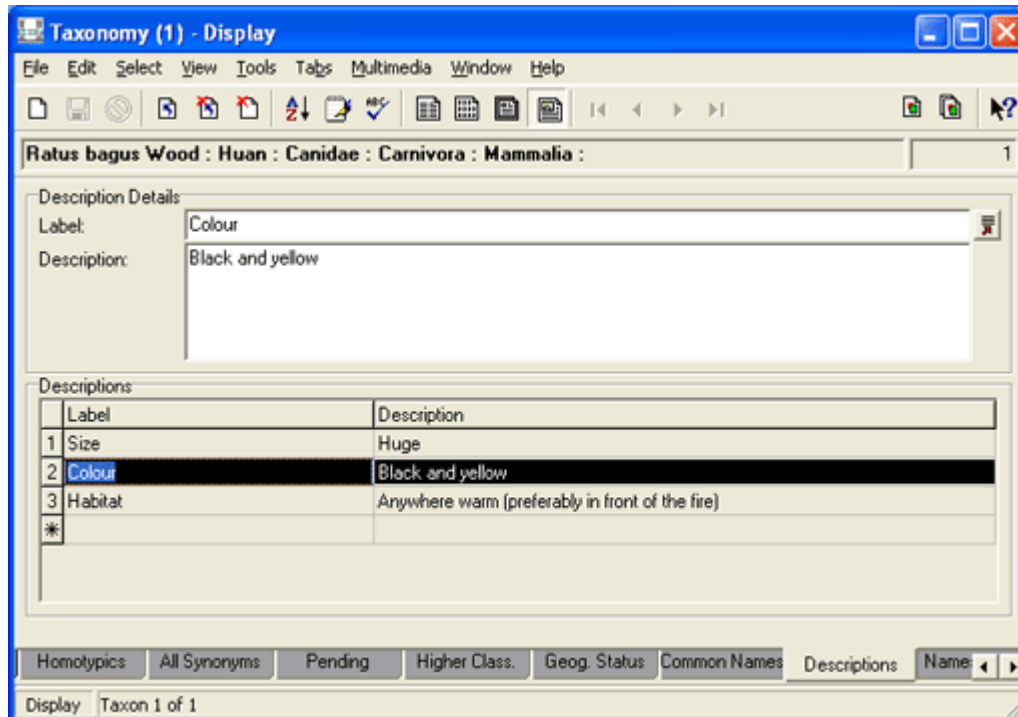 Taxonomy (1) - Display
File Edit Select View Tools Tabs Multimedia Window Help
Ratus bagus Wood : Huan : Canidae : Carnivora : Mammalia : 1
Description Details
Label: Colour
Description: Black and yellow
Descriptions
Label Description
1 Size Huge
2 Colour Black and yellow
3 Habitat Anywhere warm (preferably in front of the fire)
Homotypics All Synonyms Pending Higher Class. Geog. Status Common Names Descriptions Name
Display Taxon 1 of 1